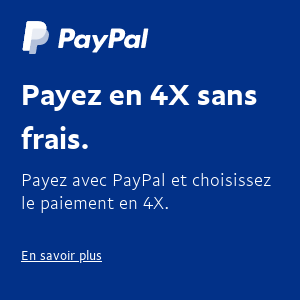 PayPal
Payez en 4X sans
frais.
Payez avec PayPal et choisissez
le paiement en 4X.
En savoir plus